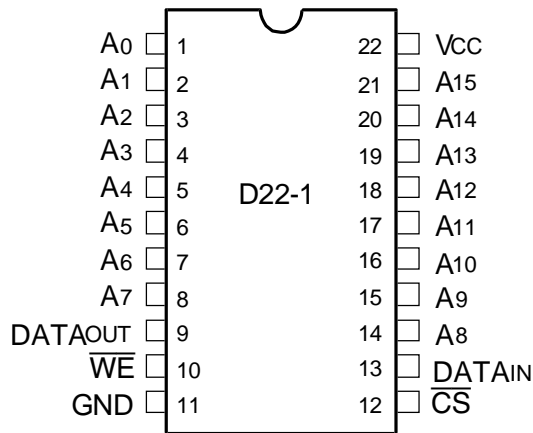 A0 1 22 VCC
A1 2 21 A15
A2 3 20 A14
A3 4 19 A13
A4 5 D22-1 18 A12
A5 6 17 A11
A6 7 16 A10
A7 8 15 A9
DATAOUT 9 14 A8
WE 10 13 DATAIN
GND 11 12 CS